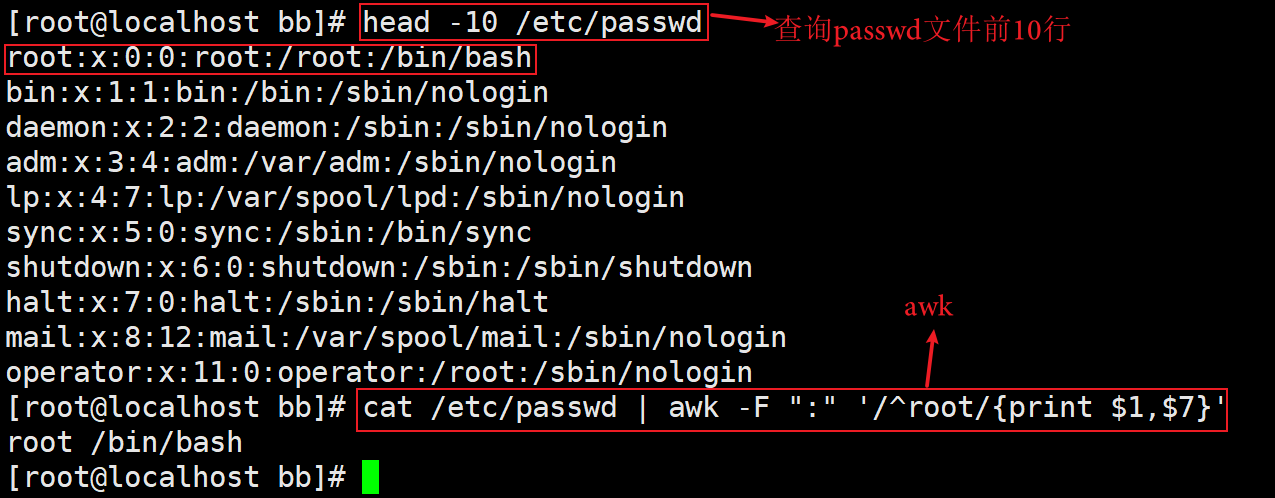 [root@localhost bb]# head -10 /etc/passwd 查询passwd文件前10行
root:x:0:0:root:/root:/bin/bash
bin:x:1:1:bin:/bin:/sbin/nologin
daemon:x:2:2:daemon:/sbin:/sbin/nologin
adm:x:3:4:adm:/var/adm:/sbin/nologin
lp:x:4:7:lp:/var/spool/lpd:/sbin/nologin
sync:x:5:0:sync:/sbin:/bin/sync
shutdown:x:6:0:shutdown:/sbin:/sbin/shutdown
halt:x:7:0:halt:/sbin:/sbin/halt
awk
mail:x:8:12:mail:/var/spool/mail:/sbin/nologin
operator:x:11:0:operator:/root:/sbin/nologin
[root@localhost bb]# cat /etc/passwd | awk -F ":" '/^root/{print $1,$7}'
root /bin/bash
[root@localhost bb]#